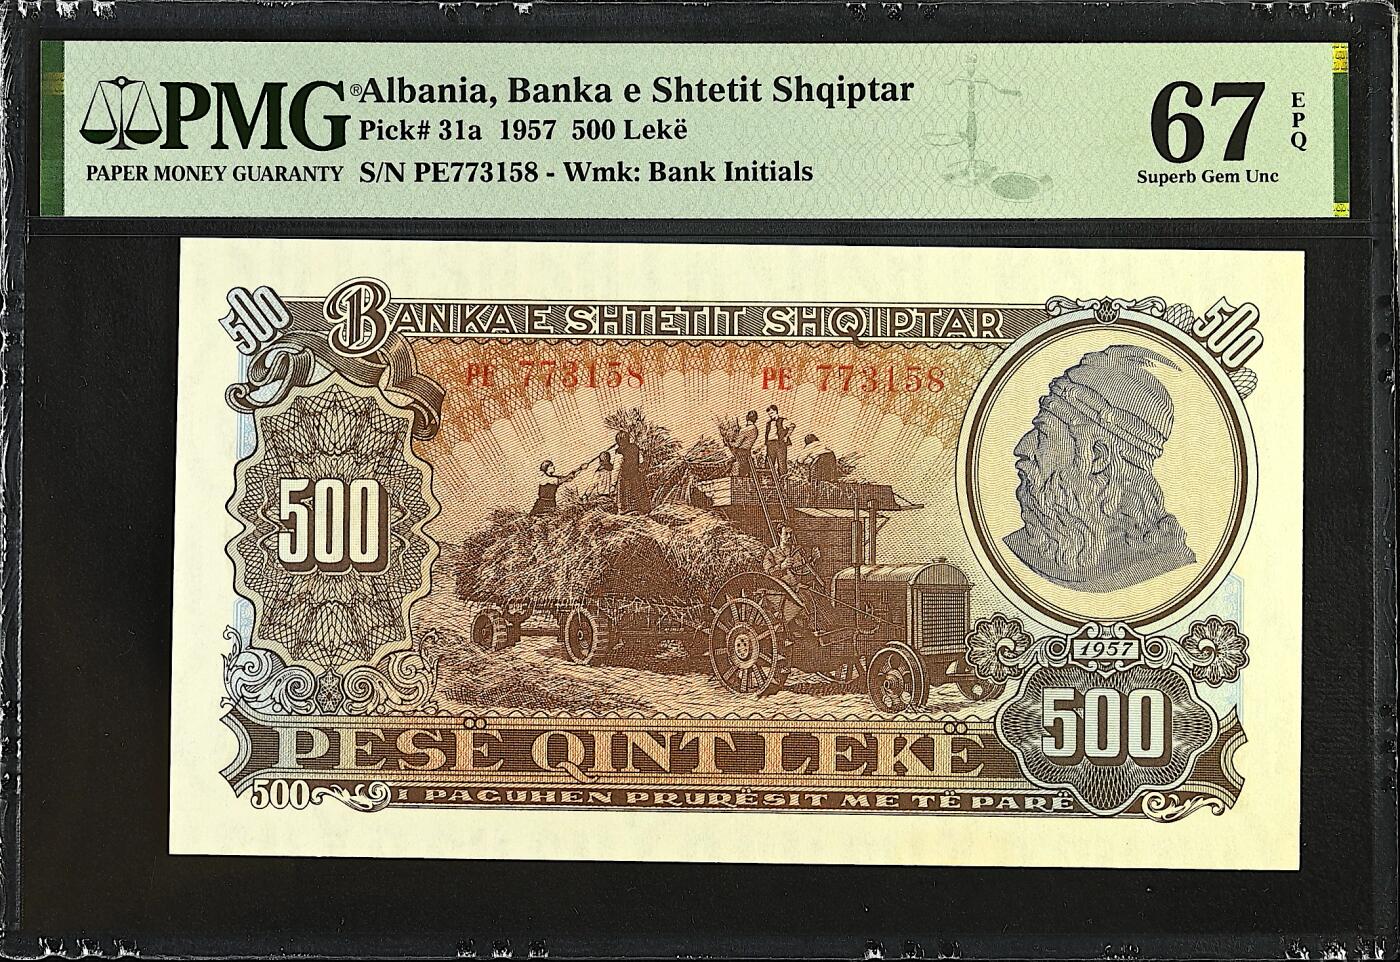 PMG® Albania, Banka e Shtetit Shqiptar
Pick# 31a 1957 500 Lekë
PAPER MONEY GUARANTY S/N PE773158 - Wmk: Bank Initials
67 EPQ
Superb Gem Unc
500 BANKA E SHTETIT SHQIPTAR 500
PE 773158 PE 773158
500
1957
500
PESË QINT LEKË
500 I PAGUHEN PRURËSIT ME TË PARË